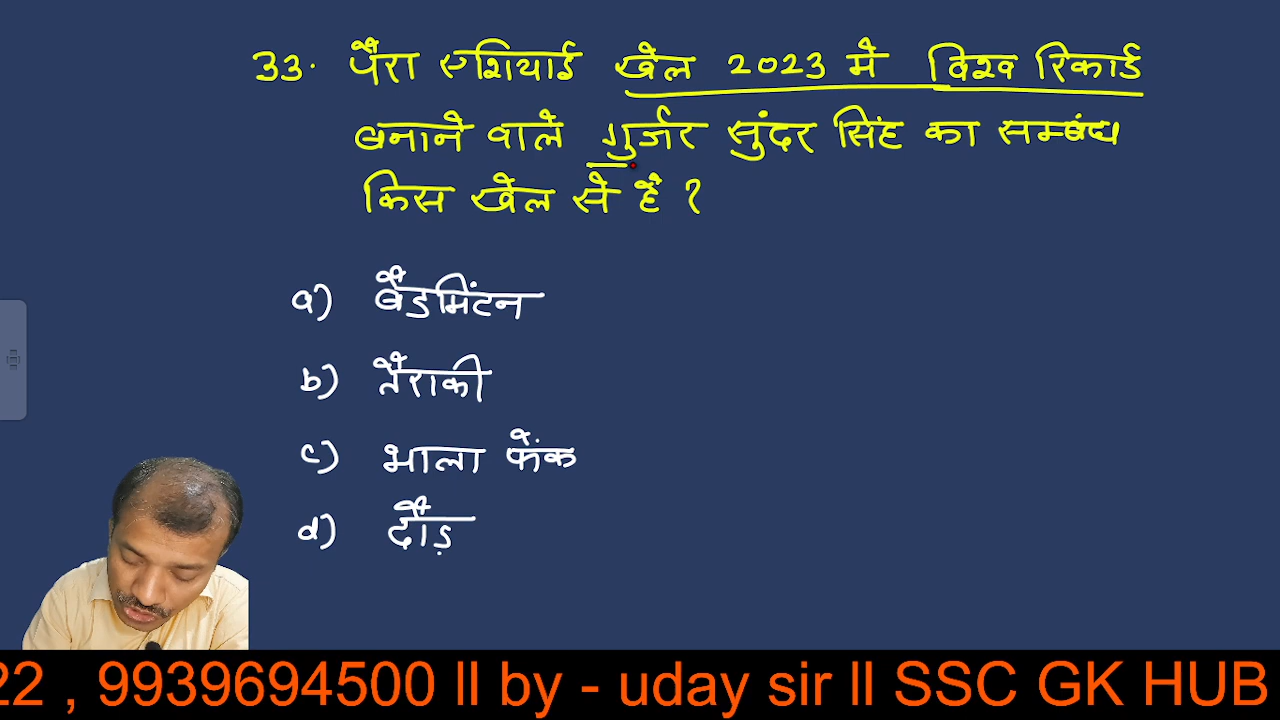 33. पैरा एशियाई खेल 2023 में विश्व रिकार्ड
बनाने वाले गुर्जर सुंदर सिंह का सम्बंध
किस खेल से है ?
a) बैडमिंटन
b) तैराकी
c) भाला फेंक
d) दौड़
22 , 9939694500 ll by - uday sir ll SSC GK HUB